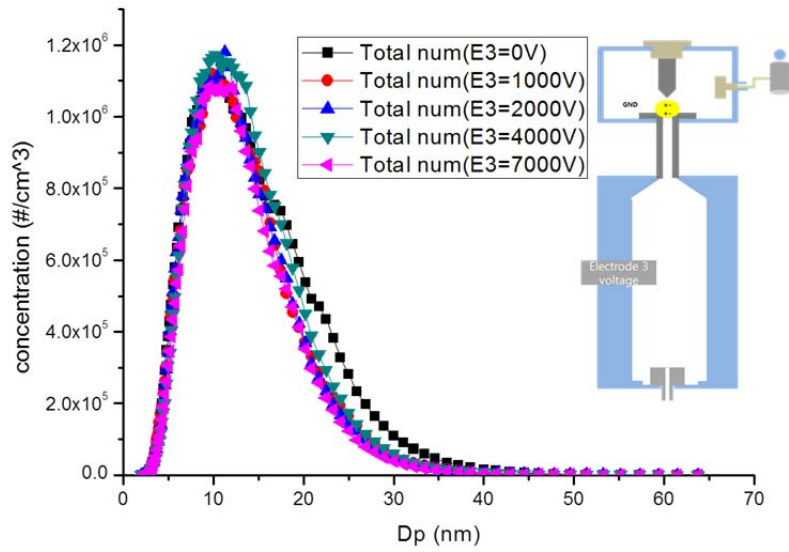 1.2x10^6
1.0x10^6
8.0x10^5
6.0x10^5
4.0x10^5
2.0x10^5
0.0
concentration (#/cm^3)
0 10 20 30 40 50 60 70
Dp (nm)
Total num(E3=0V)
Total num(E3=1000V)
Total num(E3=2000V)
Total num(E3=4000V)
Total num(E3=7000V)
GND
Electrode 3
voltage